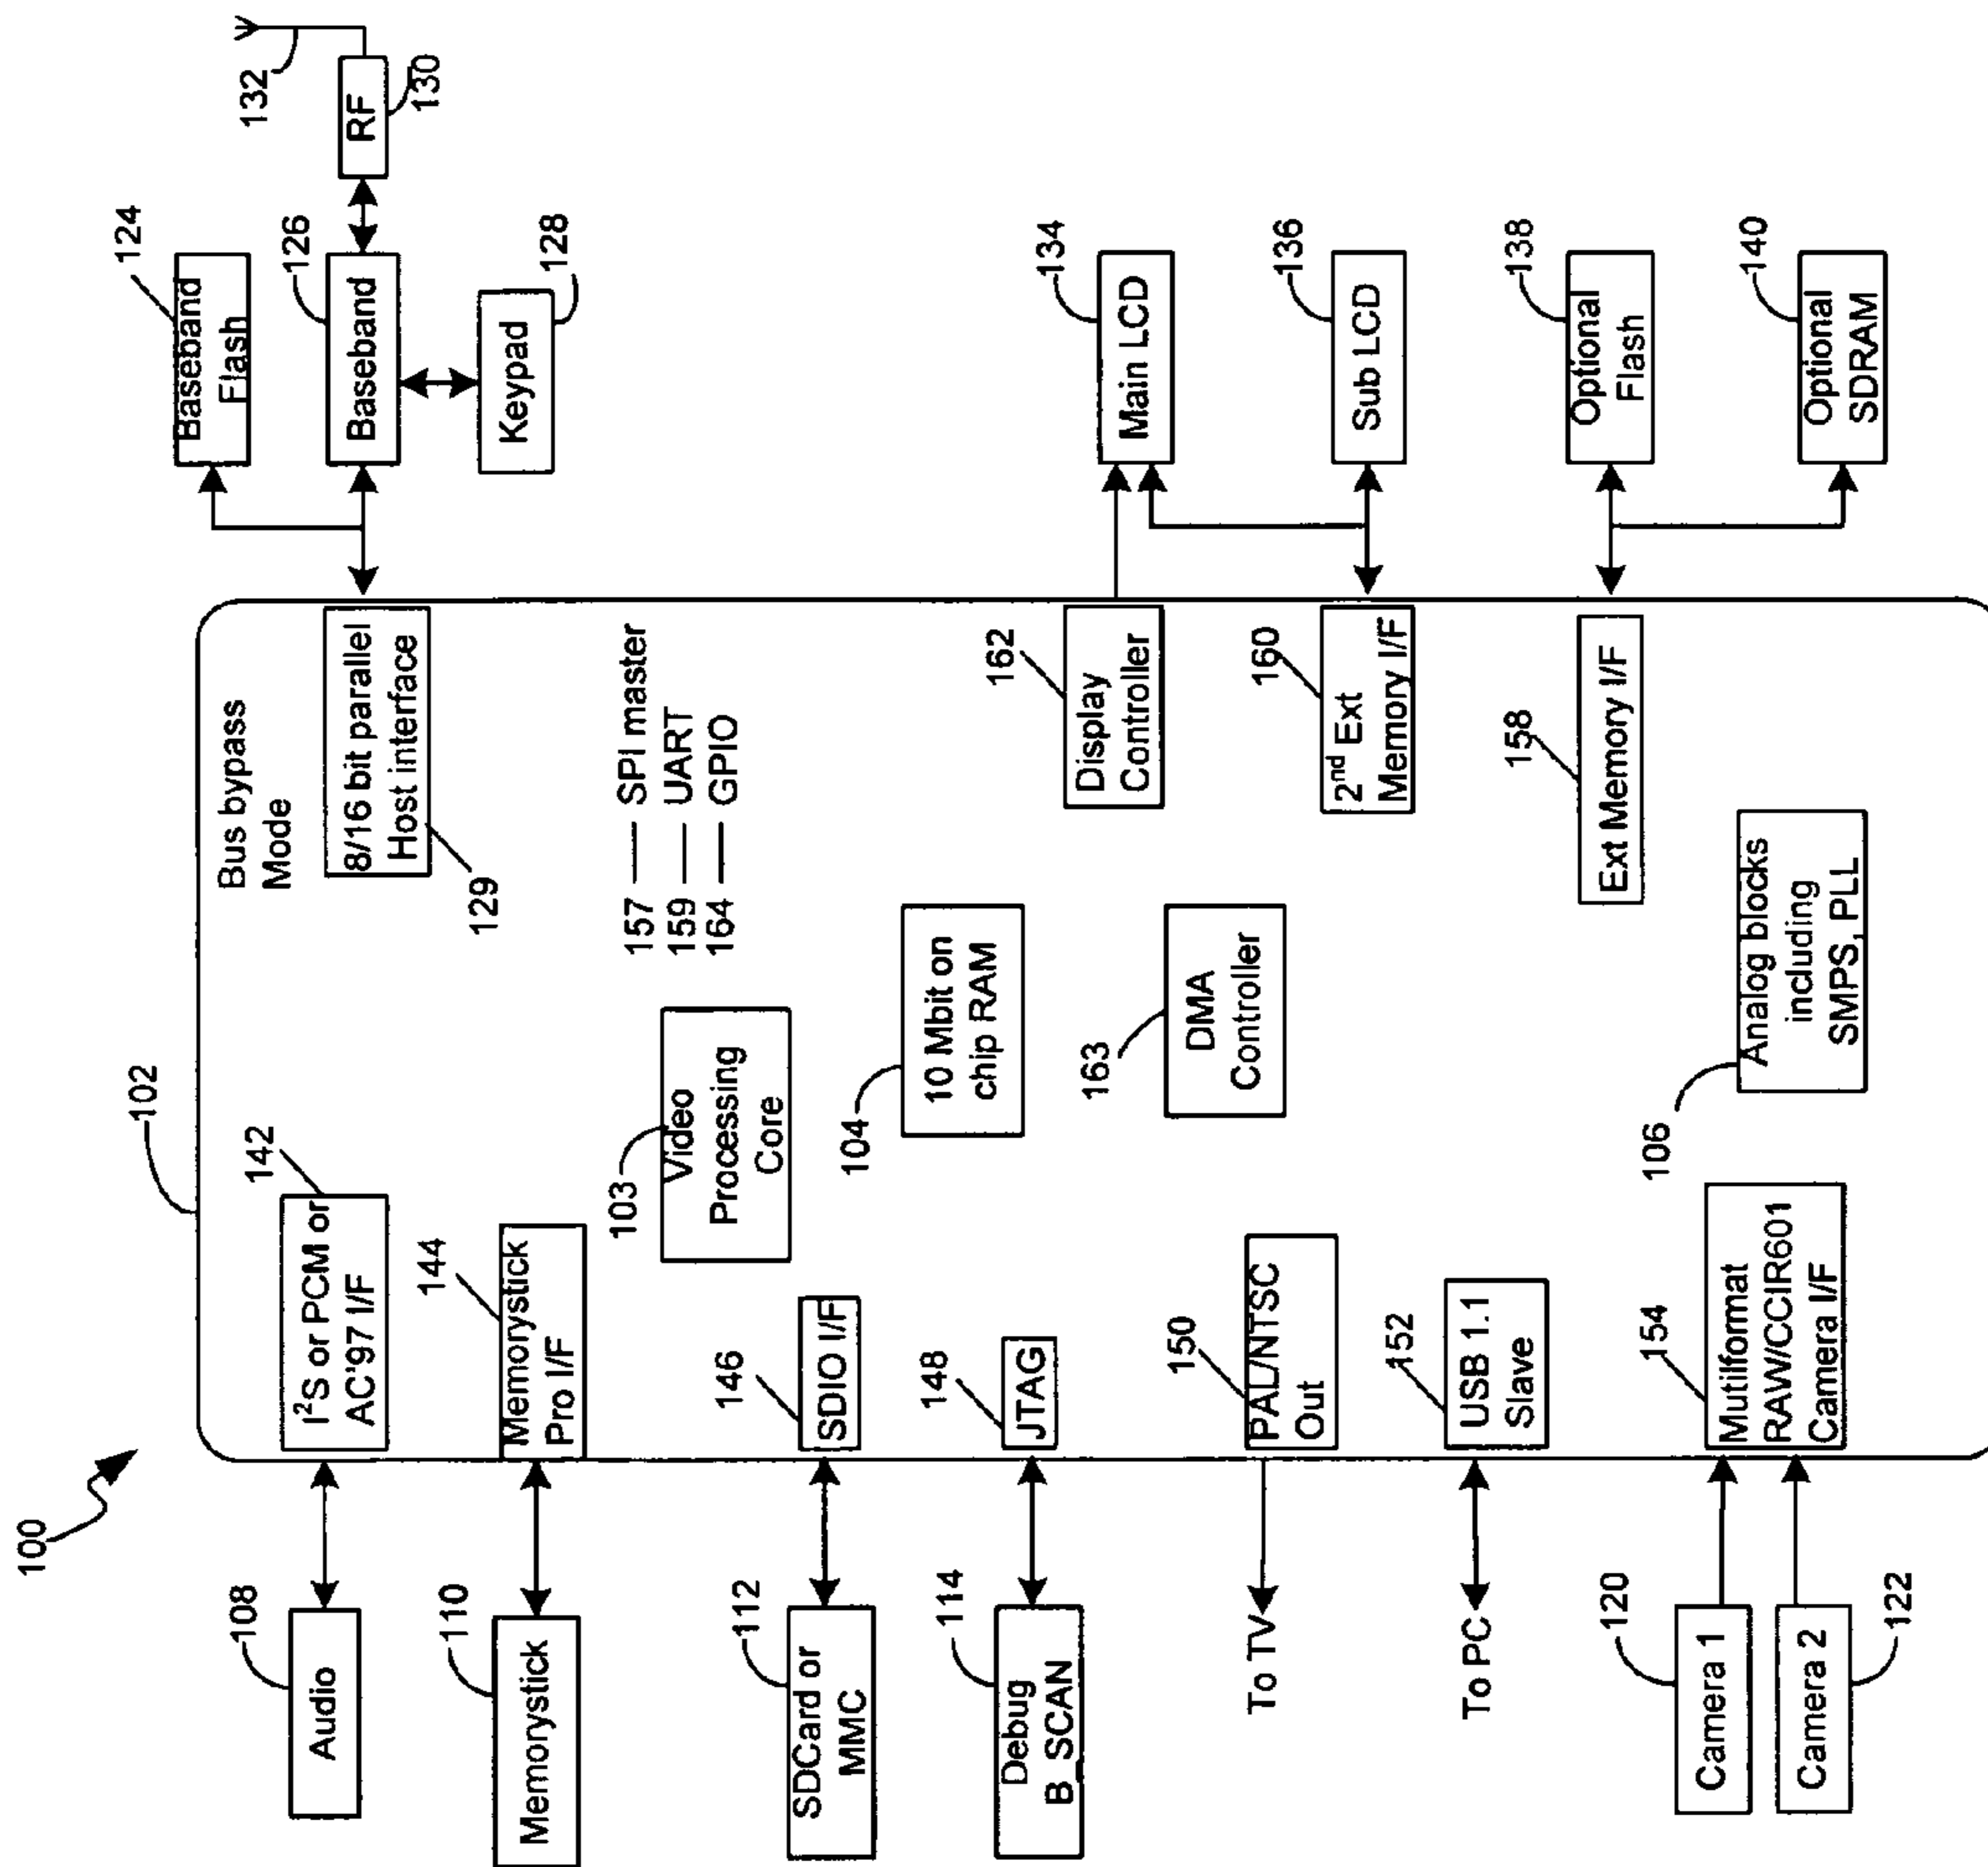 100
102
108
Audio
142
I²S or PCM or
AC'97 I/F
Bus bypass
Mode
8/16 bit parallel
Host interface
129
124
Baseband
Flash
126
Baseband
132
RF
130
Keypad
128
110
Memorystick
144
Memorystick
Pro I/F
103
Video
Processing
Core
157
SPI master
159
UART
164
GPIO
112
SDCard or
MMC
146
SDIO I/F
104
10 Mbit on
chip RAM
114
Debug
B_SCAN
148
JTAG
163
DMA
Controller
162
Display
Controller
134
Main LCD
To TV
150
PAL/NTSC
Out
160
2nd Ext
Memory I/F
136
Sub LCD
To PC
152
USB 1.1
Slave
158
Ext Memory I/F
138
Optional
Flash
120
Camera 1
Camera 2
122
154
Mutilformat
RAW/CCIR601
Camera I/F
106
Analog blocks
including
SMPS, PLL
140
Optional
SDRAM